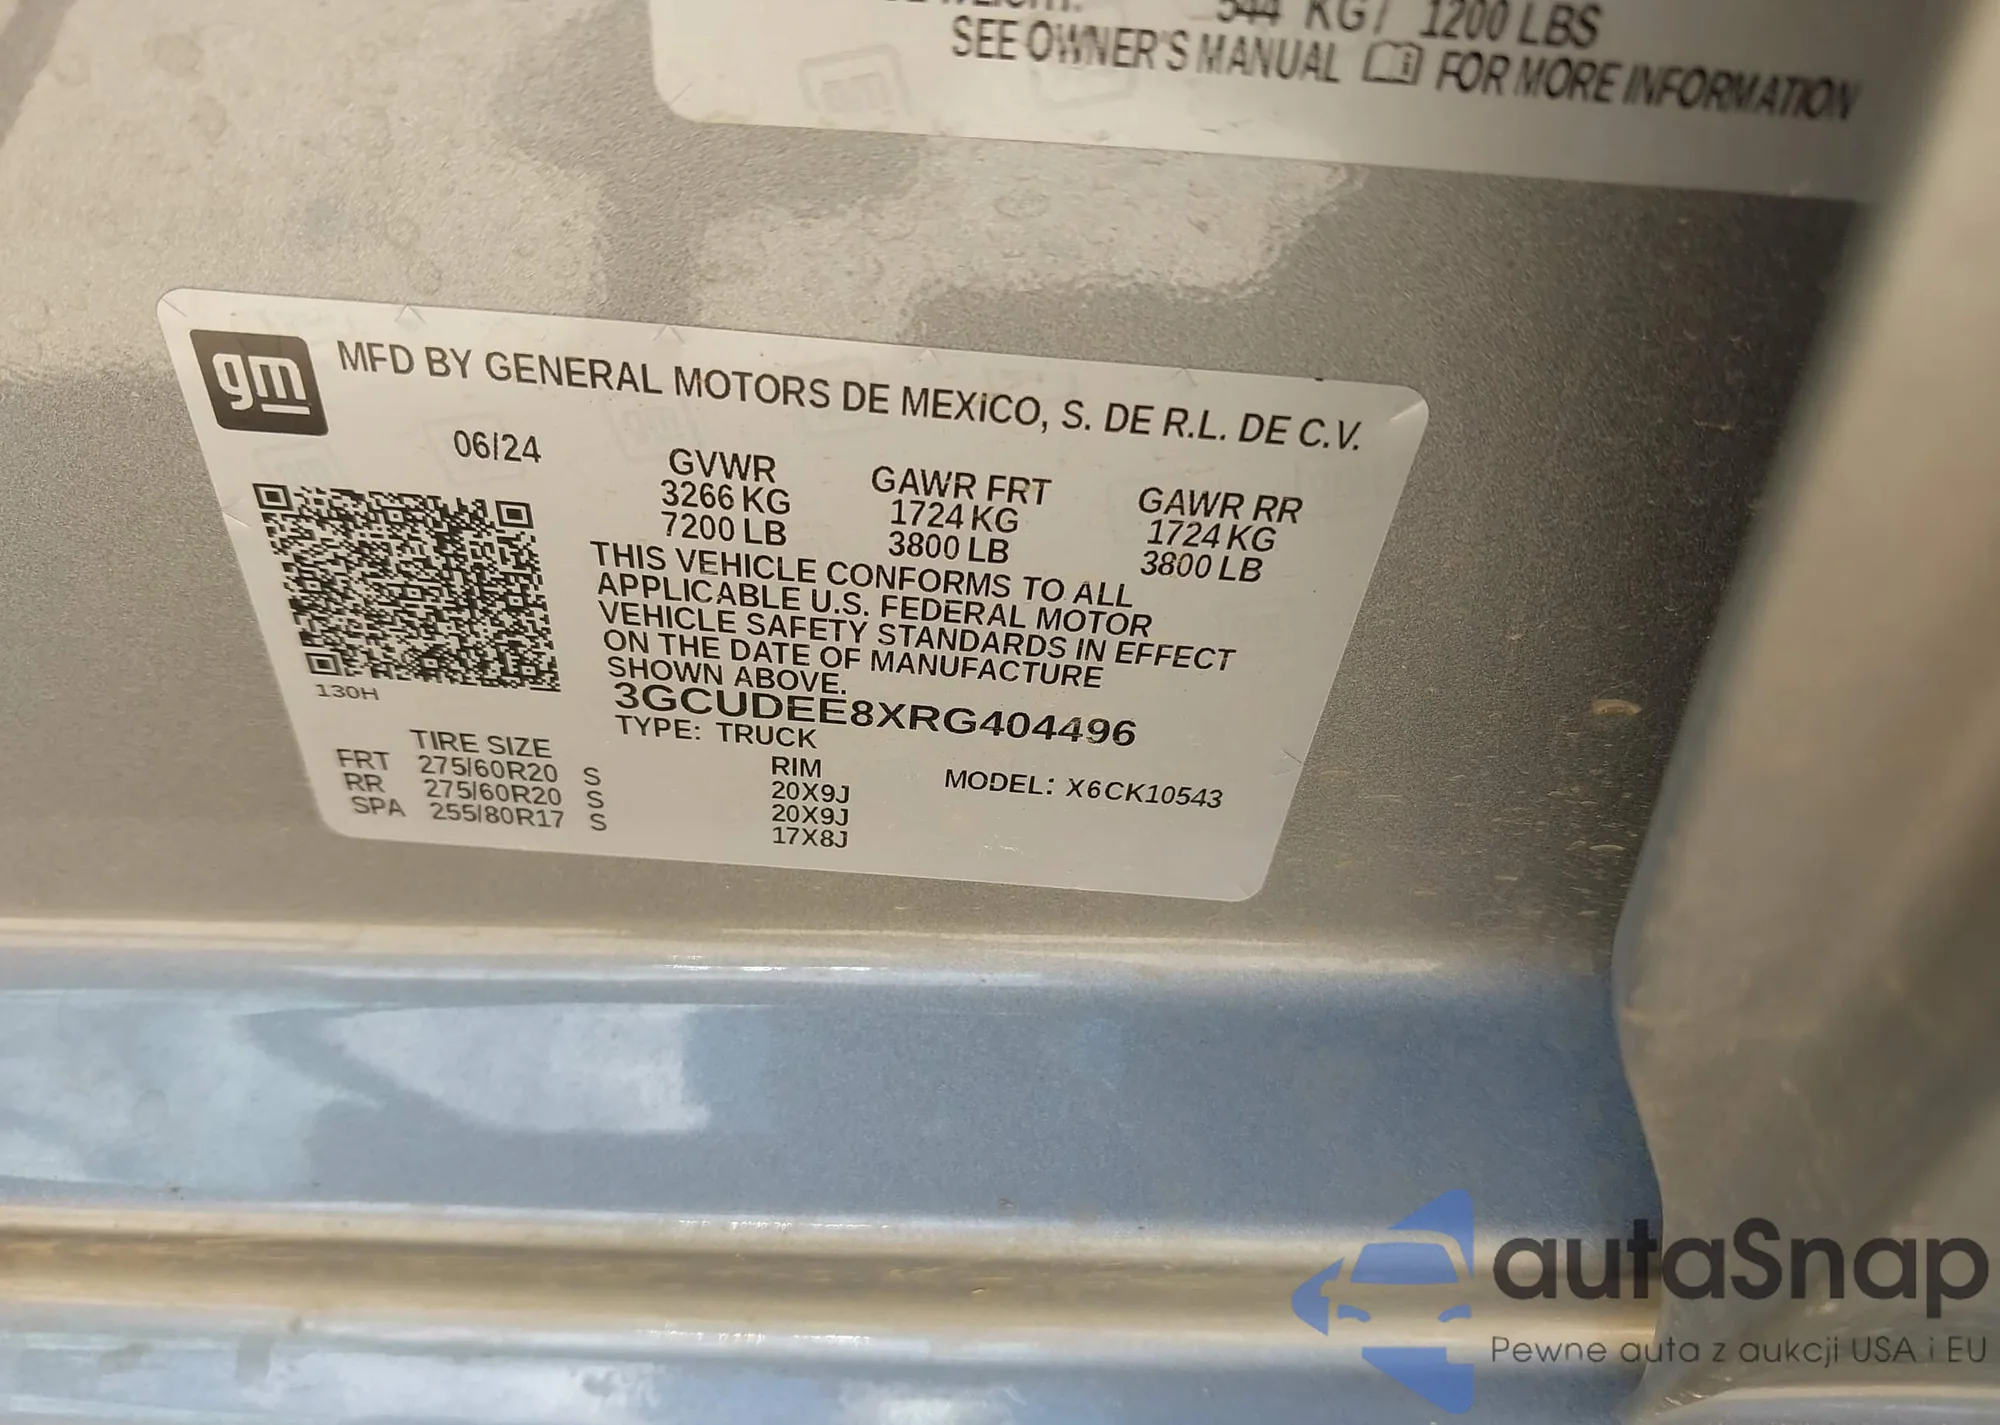 544 KG / 1200 LBS
SEE OWNER'S MANUAL FOR MORE INFORMATION
gm
MFD BY GENERAL MOTORS DE MEXICO, S. DE R.L. DE C.V.
06/24
GVWR GAWR FRT GAWR RR
3266 KG 1724 KG 1724 KG
7200 LB 3800 LB 3800 LB
THIS VEHICLE CONFORMS TO ALL
APPLICABLE U.S. FEDERAL MOTOR
VEHICLE SAFETY STANDARDS IN EFFECT
ON THE DATE OF MANUFACTURE
SHOWN ABOVE.
130H
3GCUDEE8XRG404496
TYPE: TRUCK
TIRE SIZE RIM MODEL: X6CK10543
FRT 275/60R20 S 20X9J
RR 275/60R20 S 20X9J
SPA 255/80R17 S 17X8J
autaSnap
Pewne auta z aukcji USA i EU